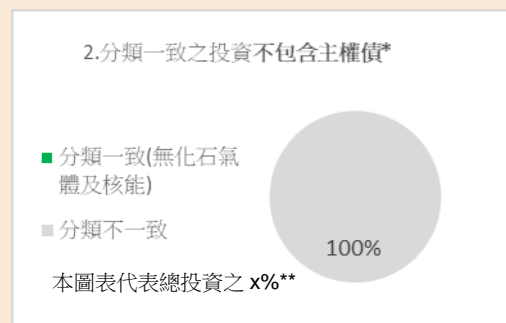 2.分類一致之投資不包含主權債*
分類一致(無化石氣
體及核能)
分類不一致
100%
本圖表代表總投資之 x%**